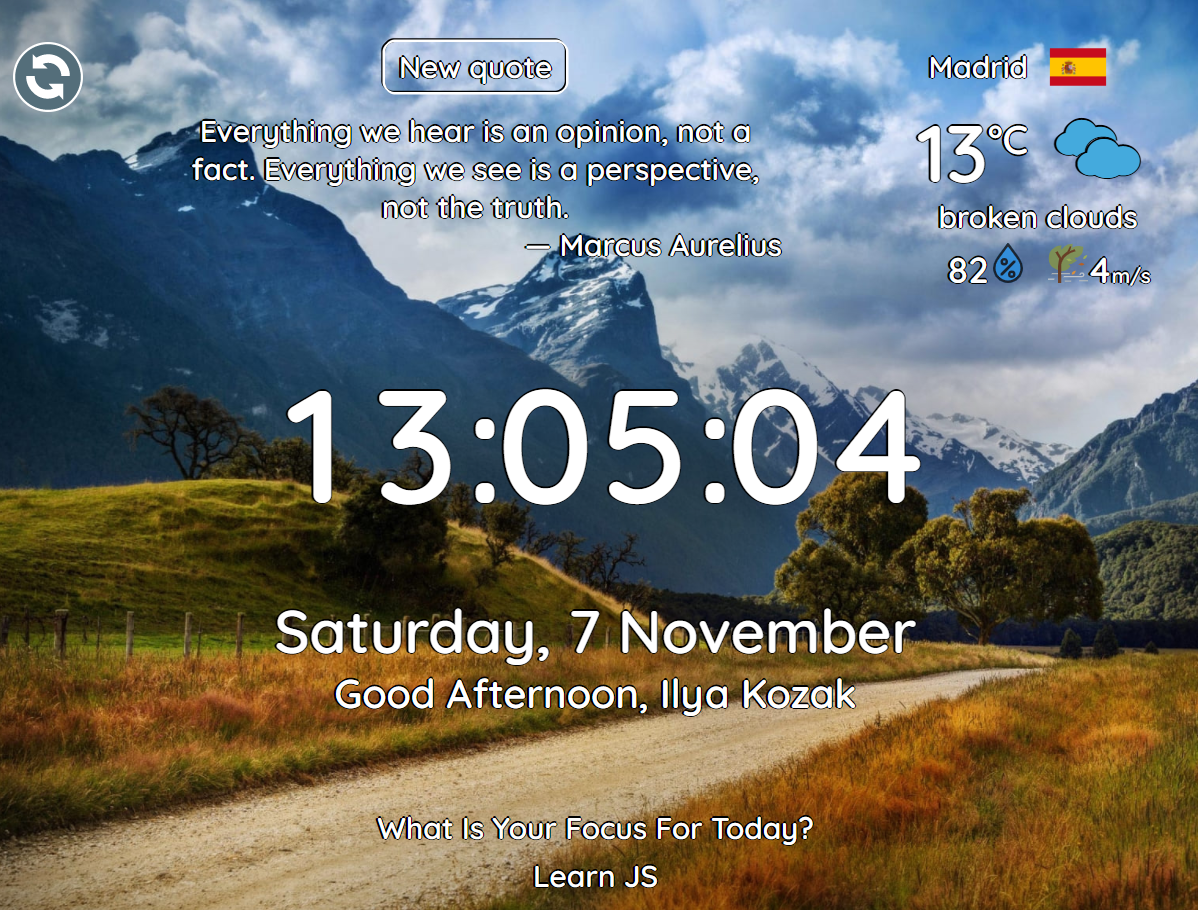 New quote
Madrid
Everything we hear is an opinion, not a
fact. Everything we see is a perspective,
not the truth.
— Marcus Aurelius
13°C
broken clouds
82 %
4m/s
13:05:04
Saturday, 7 November
Good Afternoon, Ilya Kozak
What Is Your Focus For Today?
Learn JS